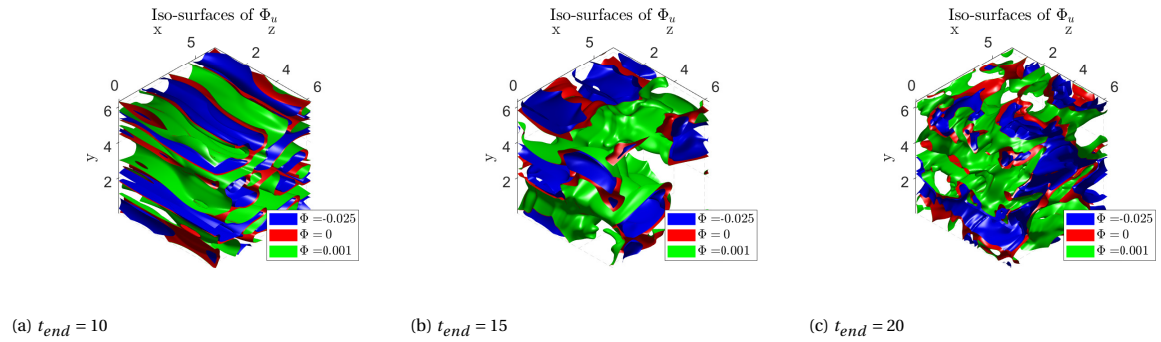 Iso-surfaces of Φ_u
x z
5 2
0 4
6 6
4
y
2
Φ =-0.025
Φ = 0
Φ =0.001
(a) t_end = 10
Iso-surfaces of Φ_u
x z
5 2
0 4
6 6
4
y
2
Φ =-0.025
Φ = 0
Φ =0.001
(b) t_end = 15
Iso-surfaces of Φ_u
x z
5 2
0 4
6 6
4
y
2
Φ =-0.025
Φ = 0
Φ =0.001
(c) t_end = 20